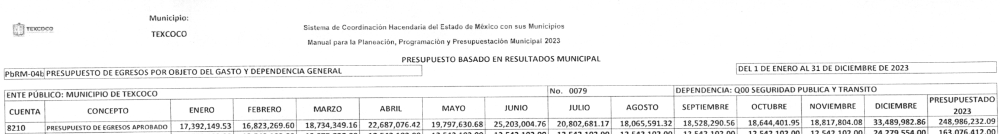 TEXCOCO
Municipio:
TEXCOCO
Sistema de Coordinación Hacendaria del Estado de México con sus Municipios
Manual para la Planeación, Programación y Presupuestación Municipal 2023
PRESUPUESTO BASADO EN RESULTADOS MUNICIPAL
PbRM-04b PRESUPUESTO DE EGRESOS POR OBJETO DEL GASTO Y DEPENDENCIA GENERAL
DEL 1 DE ENERO AL 31 DE DICIEMBRE DE 2023
ENTE PÚBLICO: MUNICIPIO DE TEXCOCO No. 0079 DEPENDENCIA: Q00 SEGURIDAD PUBLICA Y TRANSITO
CUENTA CONCEPTO ENERO FEBRERO MARZO ABRIL MAYO JUNIO JULIO AGOSTO SEPTIEMBRE OCTUBRE NOVIEMBRE DICIEMBRE PRESUPUESTADO 2023
8210 PRESUPUESTO DE EGRESOS APROBADO 17,392,149.53 16,823,269.60 18,734,349.16 22,687,076.42 19,797,630.68 25,203,004.76 20,802,681.17 18,065,591.32 18,528,290.56 18,644,401.95 18,817,804.08 33,489,982.86 248,986,232.09
12,542,102.00 12,542,102.00 12,542,102.00 12,542,102.00 12,542,102.00 12,542,102.00 12,542,102.00 12,542,102.00 24,279,554.00 163,076,412.00